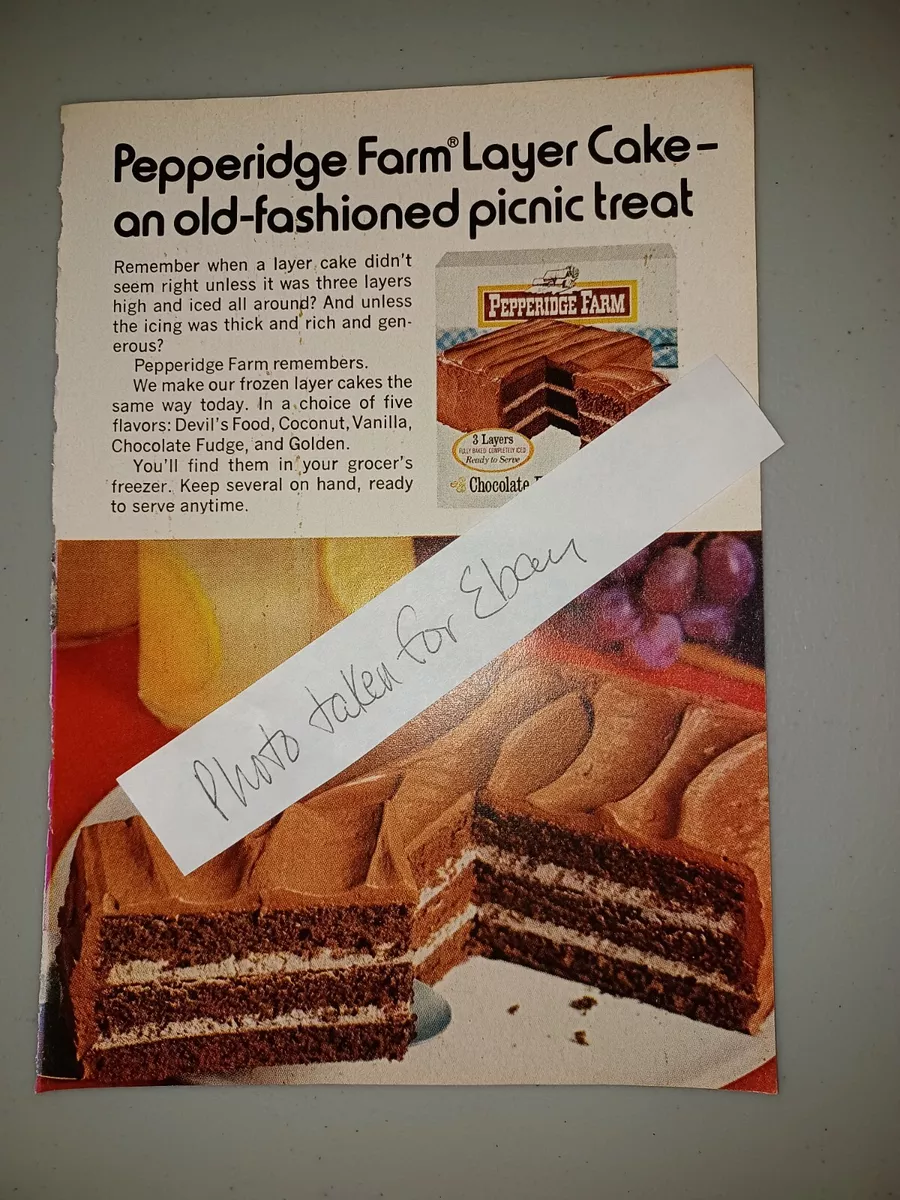 Pepperidge Farm® Layer Cake–
an old-fashioned picnic treat
Remember when a layer cake didn't
seem right unless it was three layers
high and iced all around? And unless
the icing was thick and rich and gen-
erous?
Pepperidge Farm remembers.
We make our frozen layer cakes the
same way today. In a choice of five
flavors: Devil's Food, Coconut, Vanilla,
Chocolate Fudge, and Golden.
You'll find them in your grocer's
freezer. Keep several on hand, ready
to serve anytime.
PEPPERIDGE FARM
3 Layers
FULLY BAKED COMPLETELY ICED
Ready to Serve
Chocolate
Photo taken for Ebay